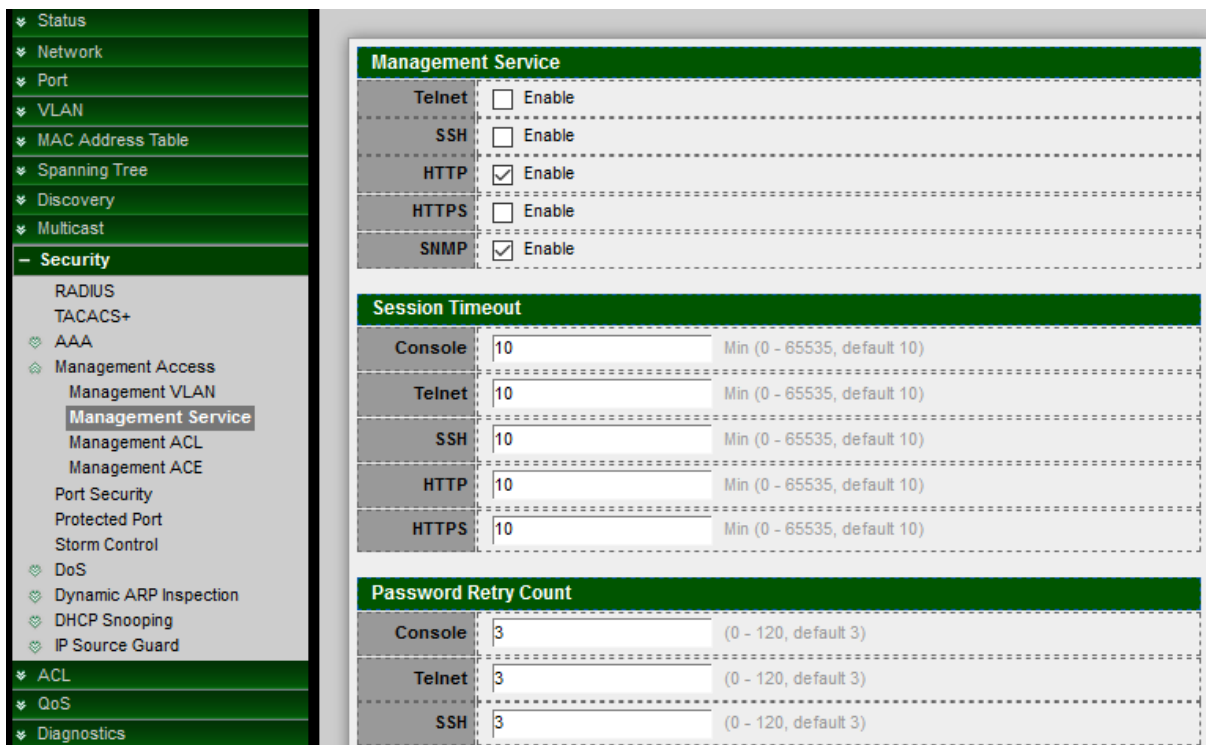 Status
Network
Port
VLAN
MAC Address Table
Spanning Tree
Discovery
Multicast
Security
RADIUS
TACACS+
AAA
Management Access
Management VLAN
Management Service
Management ACL
Management ACE
Port Security
Protected Port
Storm Control
DoS
Dynamic ARP Inspection
DHCP Snooping
IP Source Guard
ACL
QoS
Diagnostics
Management Service
Telnet Enable
SSH Enable
HTTP Enable
HTTPS Enable
SNMP Enable
Session Timeout
Console 10 Min (0 - 65535, default 10)
Telnet 10 Min (0 - 65535, default 10)
SSH 10 Min (0 - 65535, default 10)
HTTP 10 Min (0 - 65535, default 10)
HTTPS 10 Min (0 - 65535, default 10)
Password Retry Count
Console 3 (0 - 120, default 3)
Telnet 3 (0 - 120, default 3)
SSH 3 (0 - 120, default 3)